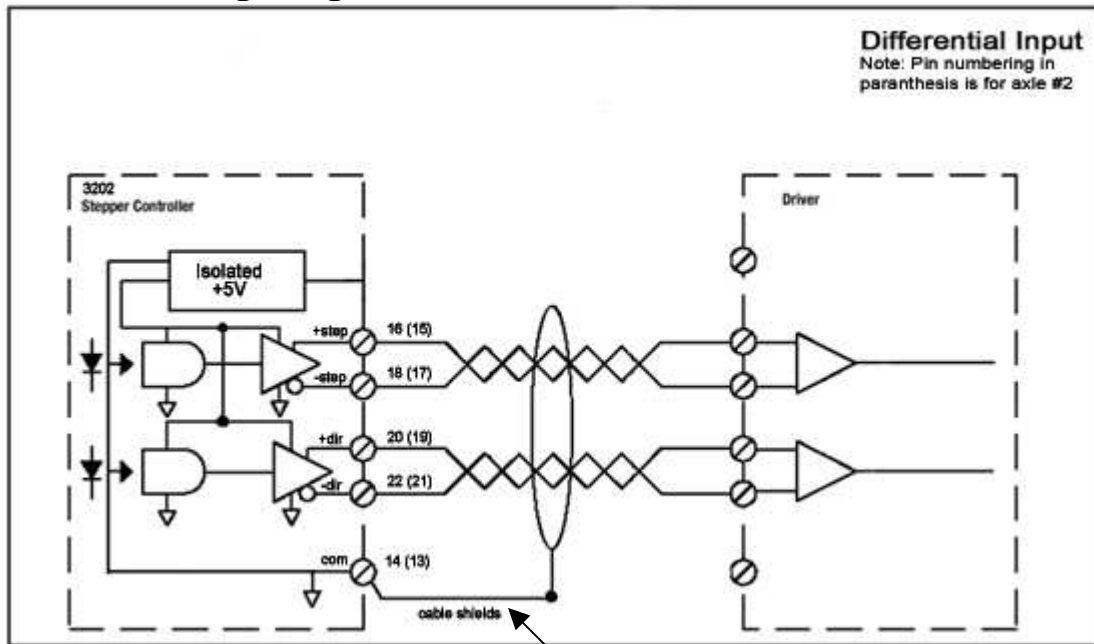 Differential Input
Note: Pin numbering in
paranthesis is for axle #2
3202
Stepper Controller
Driver
Isolated
+5V
+step
16 (15)
-step
18 (17)
+dir
20 (19)
-dir
22 (21)
com
14 (13)
cable shields